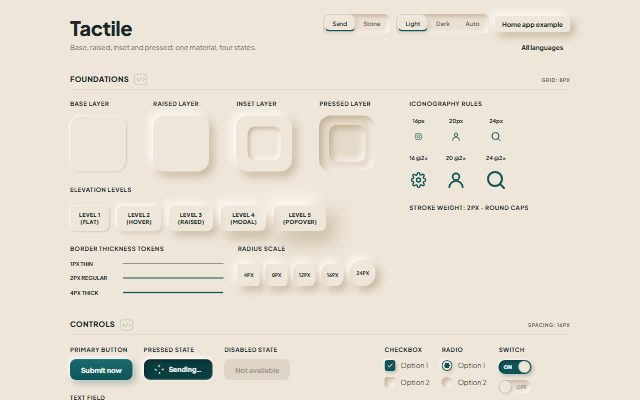 Tactile
Base, raised, inset and pressed: one material, four states.
Sand Stone Light Dark Auto Home app example
All languages
FOUNDATIONS </> GRID: 8PX
BASE LAYER RAISED LAYER INSET LAYER PRESSED LAYER ICONOGRAPHY RULES
16px 20px 24px
16 @2x 20 @2x 24 @2x
ELEVATION LEVELS
STROKE WEIGHT: 2PX · ROUND CAPS
LEVEL 1 (FLAT)
LEVEL 2 (HOVER)
LEVEL 3 (RAISED)
LEVEL 4 (MODAL)
LEVEL 5 (POPOVER)
BORDER THICKNESS TOKENS RADIUS SCALE
1PX THIN
2PX REGULAR
4PX THICK
4PX 8PX 12PX 16PX 24PX
CONTROLS </> SPACING: 16PX
PRIMARY BUTTON PRESSED STATE DISABLED STATE CHECKBOX RADIO SWITCH
Submit now Sending... Not available Option 1 Option 1 ON
Option 2 Option 2 OFF
TEXT FIELD